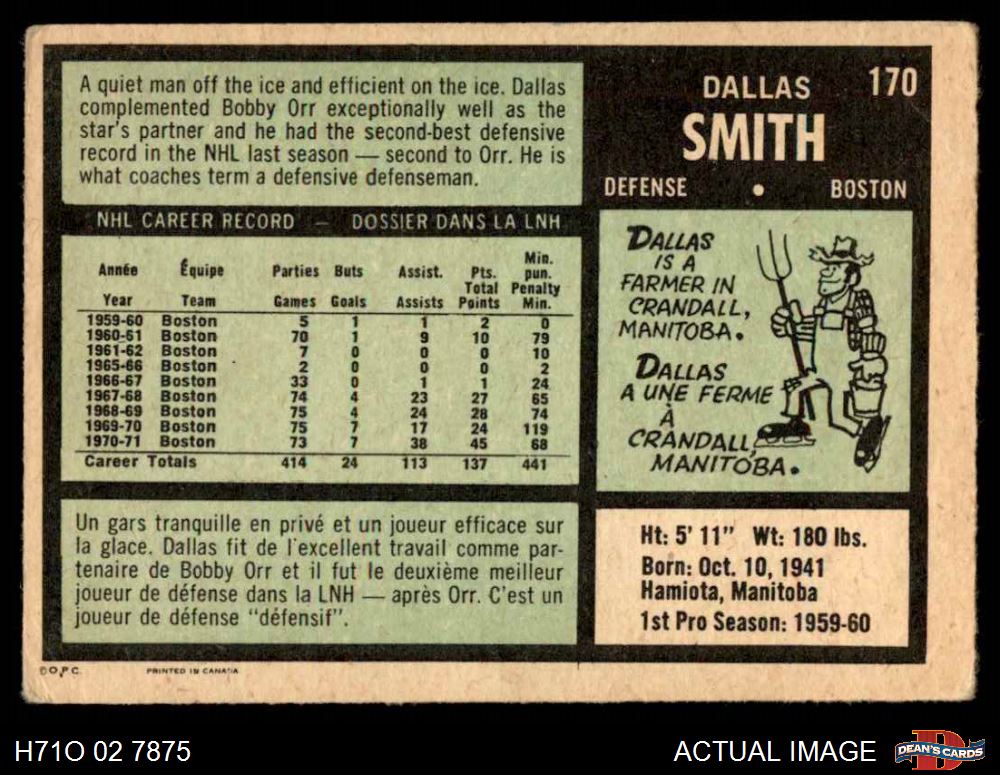 A quiet man off the ice and efficient on the ice. Dallas
complemented Bobby Orr exceptionally well as the
star's partner and he had the second-best defensive
record in the NHL last season — second to Orr. He is
what coaches term a defensive defenseman.
DALLAS 170
SMITH
DEFENSE • BOSTON
NHL CAREER RECORD – DOSSIER DANS LA LNH
Année Équipe Parties Buts Assist. Pts. Total Min. pun.
Year Team Games Goals Assists Points Penalty Min.
1959-60 Boston 5 1 1 2 0
1960-61 Boston 70 1 9 10 79
1961-62 Boston 7 0 0 0 10
1965-66 Boston 2 0 0 0 2
1966-67 Boston 33 0 1 1 24
1967-68 Boston 74 4 23 27 65
1968-69 Boston 75 4 24 28 74
1969-70 Boston 75 7 17 24 119
1970-71 Boston 73 7 38 45 68
Career Totals 414 24 113 137 441
DALLAS
IS A
FARMER IN
CRANDALL,
MANITOBA.
DALLAS
A UNE FERME
À
CRANDALL,
MANITOBA.
Un gars tranquille en privé et un joueur efficace sur
la glace. Dallas fit de l'excellent travail comme par-
tenaire de Bobby Orr et il fut le deuxième meilleur
joueur de défense dans la LNH — après Orr. C'est un
joueur de défense "défensif".
Ht: 5' 11" Wt: 180 lbs.
Born: Oct. 10, 1941
Hamiota, Manitoba
1st Pro Season: 1959-60
©O.P.C. PRINTED IN CANADA
H71O 02 7875
ACTUAL IMAGE
DEAN'S CARDS